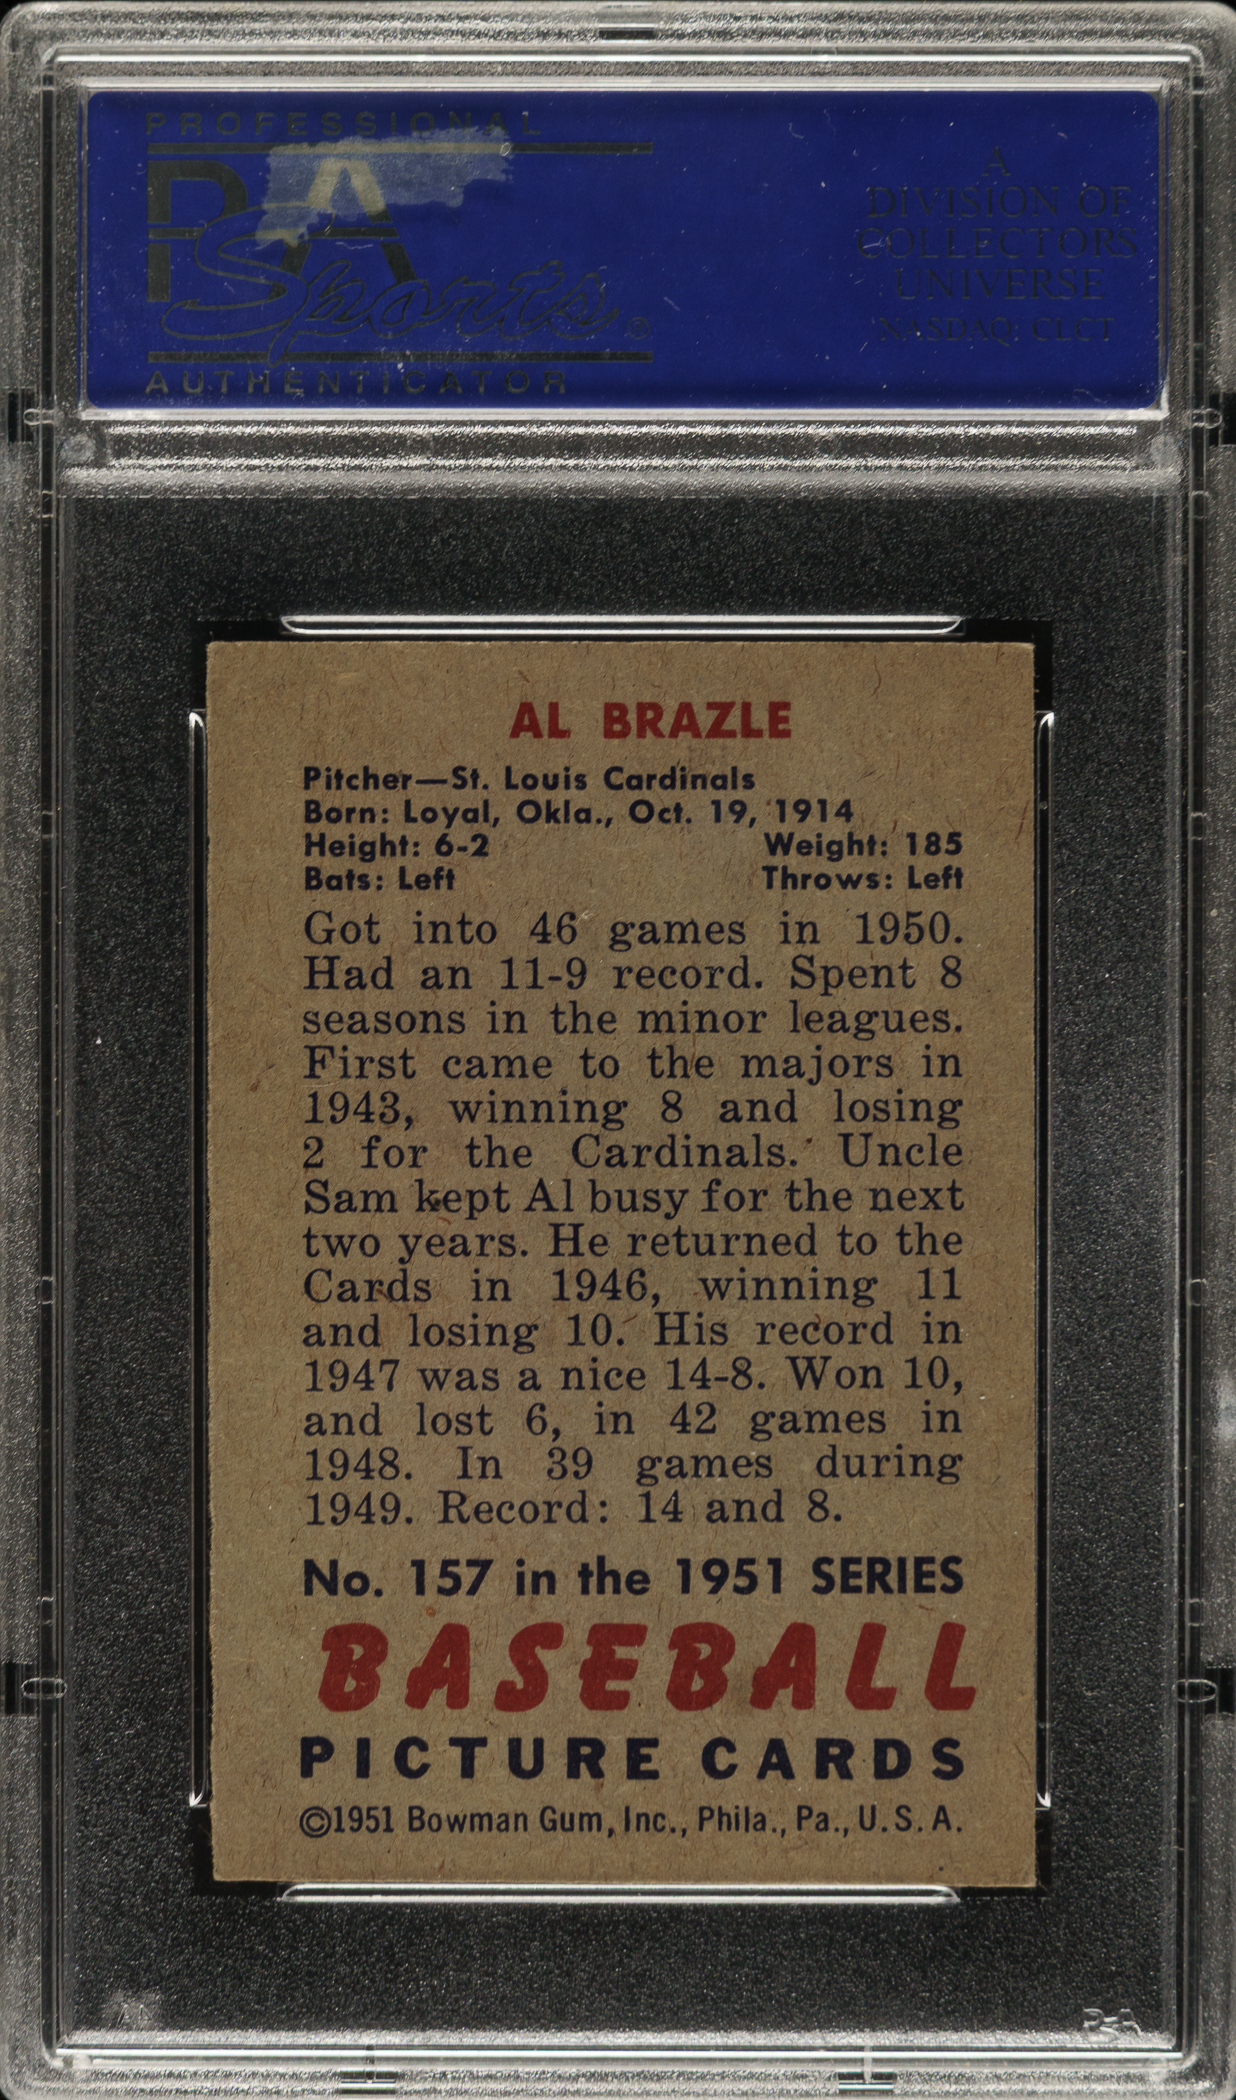 PROFESSIONAL
PSA
Sports®
AUTHENTICATOR
A
DIVISION OF
COLLECTORS
UNIVERSE
NASDAQ: CLCT
AL BRAZLE
Pitcher—St. Louis Cardinals
Born: Loyal, Okla., Oct. 19, 1914
Height: 6-2 Weight: 185
Bats: Left Throws: Left
Got into 46 games in 1950.
Had an 11-9 record. Spent 8
seasons in the minor leagues.
First came to the majors in
1943, winning 8 and losing
2 for the Cardinals. Uncle
Sam kept Al busy for the next
two years. He returned to the
Cards in 1946, winning 11
and losing 10. His record in
1947 was a nice 14-8. Won 10,
and lost 6, in 42 games in
1948. In 39 games during
1949. Record: 14 and 8.
No. 157 in the 1951 SERIES
BASEBALL
PICTURE CARDS
©1951 Bowman Gum, Inc., Phila., Pa., U.S.A.
PSA